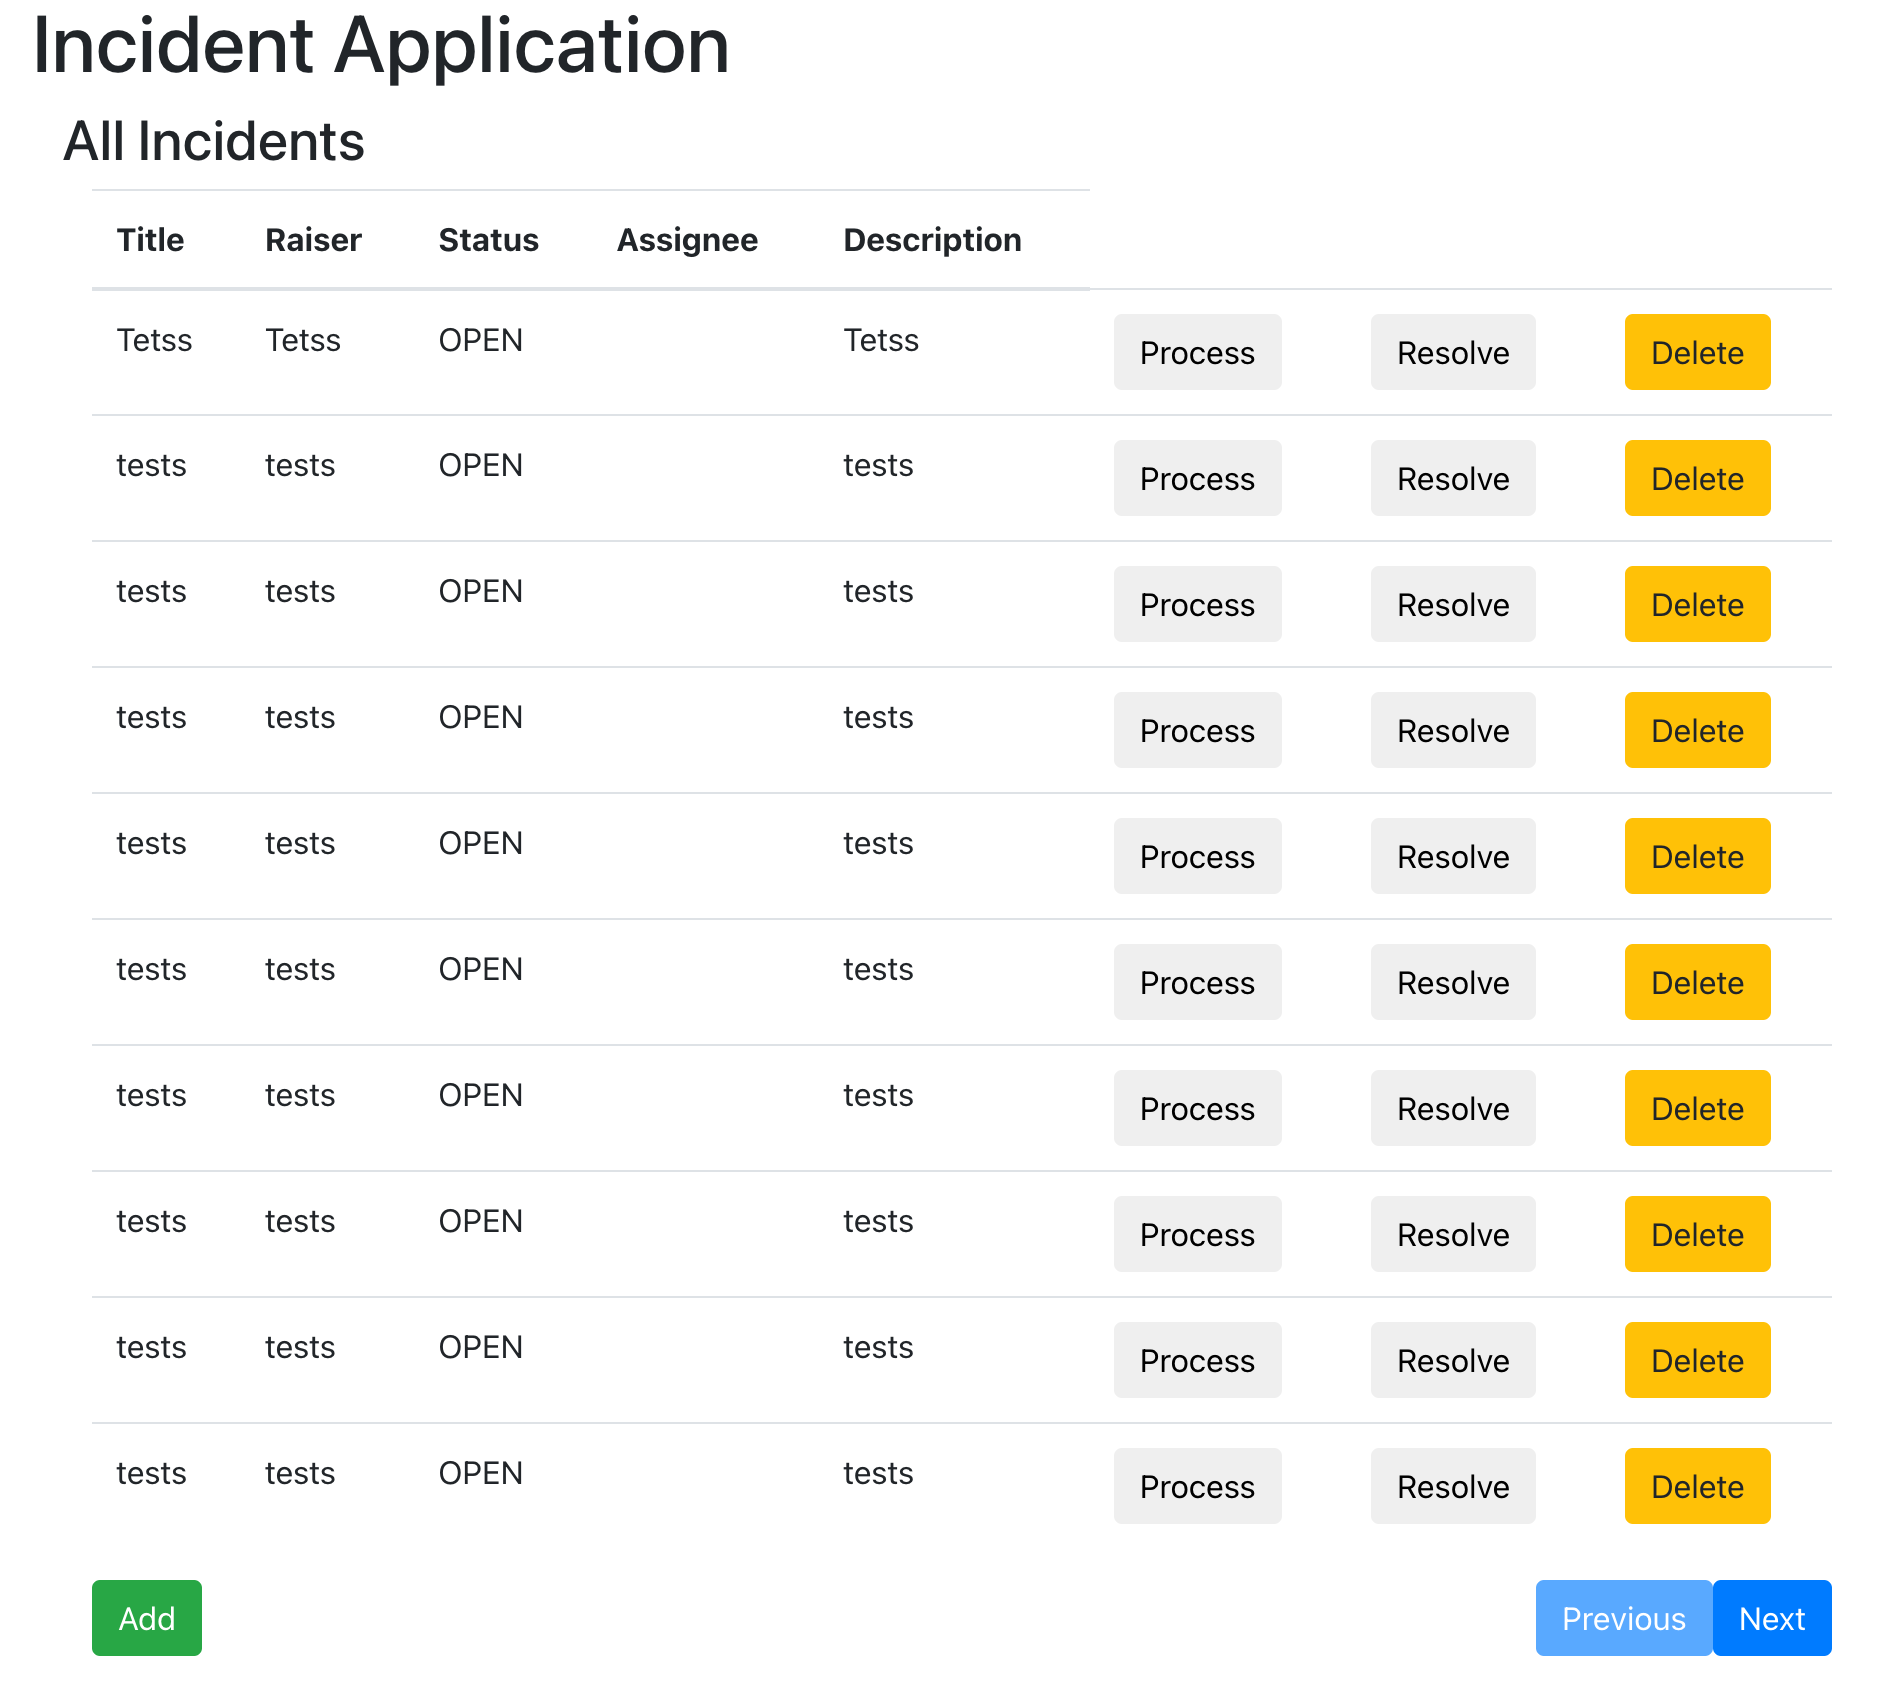 Incident Application
All Incidents
Title Raiser Status Assignee Description
Tetss Tetss OPEN Tetss Process Resolve Delete
tests tests OPEN tests Process Resolve Delete
tests tests OPEN tests Process Resolve Delete
tests tests OPEN tests Process Resolve Delete
tests tests OPEN tests Process Resolve Delete
tests tests OPEN tests Process Resolve Delete
tests tests OPEN tests Process Resolve Delete
tests tests OPEN tests Process Resolve Delete
tests tests OPEN tests Process Resolve Delete
tests tests OPEN tests Process Resolve Delete
Add Previous Next